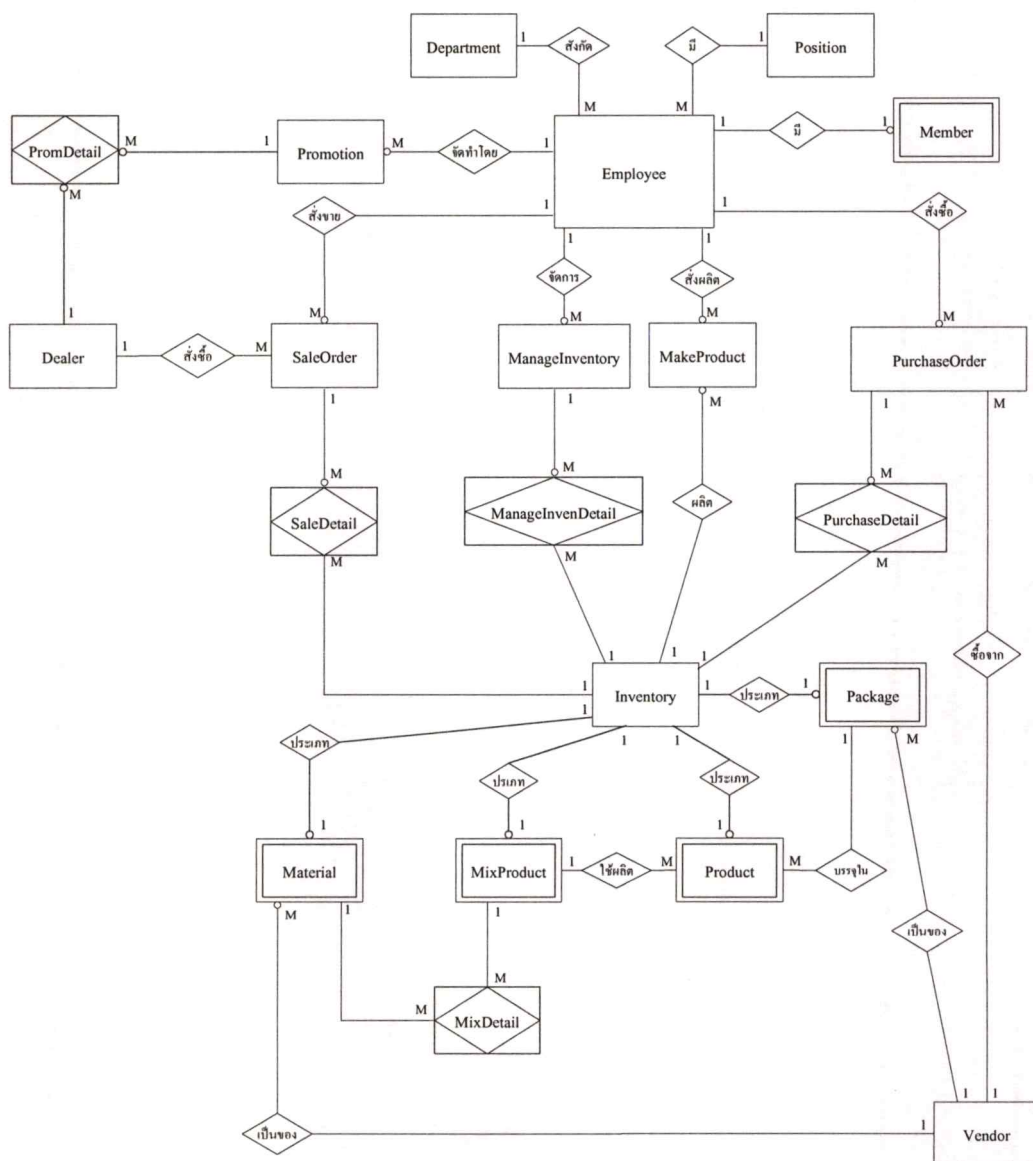 1
1
Department
สังกัด
มี
Position
M
M
1
1
1
M
M
1
มี
Member
PromDetail
Promotion
จัดทำโดย
Employee
M
1
1
สั่งขาย
สั่งซื้อ
1
1
จัดการ
สั่งผลิต
1
M
M
M
M
Dealer
1
สั่งซื้อ
M
SaleOrder
ManageInventory
MakeProduct
PurchaseOrder
1
1
M
1
M
M
M
M
SaleDetail
ManageInvenDetail
ผลิต
PurchaseDetail
M
M
M
1
1
1
ซื้อจาก
1
Inventory
1
ประเภท
1
Package
1
1
1
1
M
ประเภท
ปรเภท
ประเภท
1
1
1
Material
MixProduct
1
ใช้ผลิต
M
Product
M
บรรจุใน
M
1
1
เป็นของ
M
M
MixDetail
1
1
เป็นของ
1
Vendor